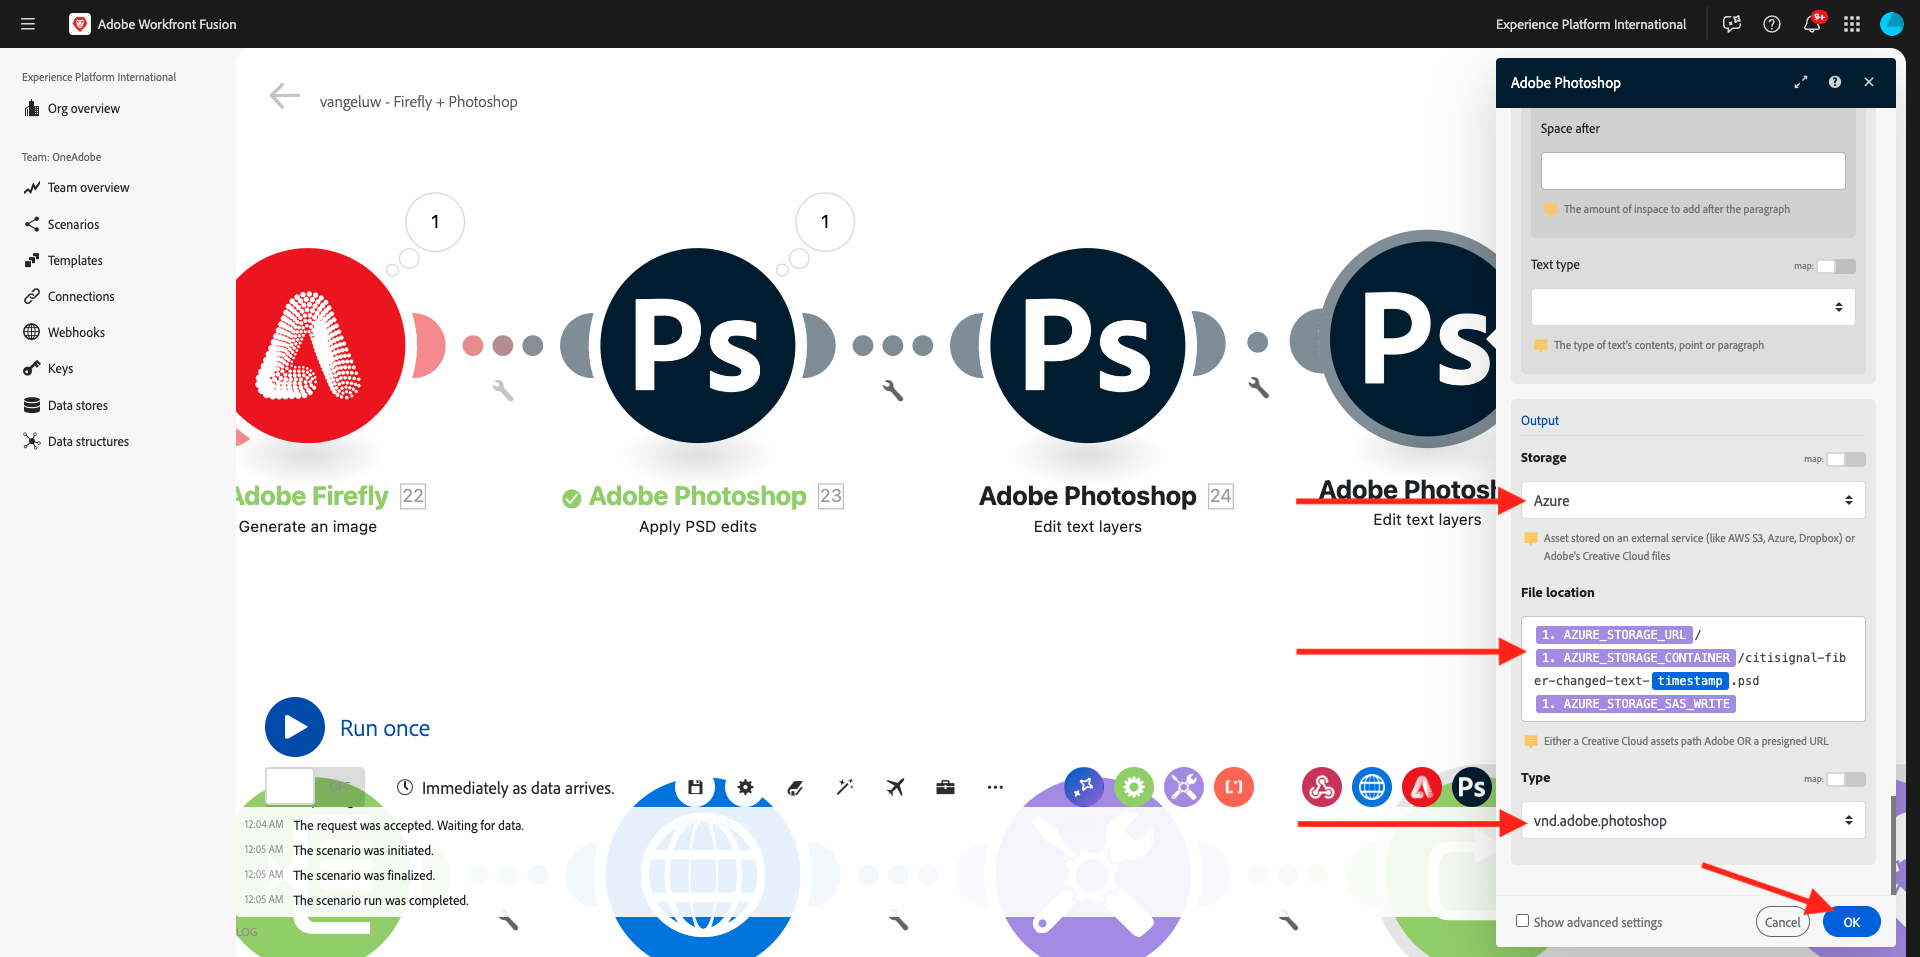 Adobe Workfront Fusion
Experience Platform International
9+
Experience Platform International
Org overview
Team: OneAdobe
Team overview
Scenarios
Templates
Connections
Webhooks
Keys
Data stores
Data structures
vangeluw - Firefly + Photoshop
1
1
Ps
Ps
Ps
Adobe Firefly 22
Generate an image
Adobe Photoshop 23
Apply PSD edits
Adobe Photoshop 24
Edit text layers
Adobe Photosh
Edit text layers
Run once
OFF
Immediately as data arrives.
Ps
12:04 AM The request was accepted. Waiting for data.
12:05 AM The scenario was initiated.
12:05 AM The scenario was finalized.
12:05 AM The scenario run was completed.
LOG
Adobe Photoshop
Space after
The amount of inspace to add after the paragraph
Text type
map:
The type of text's contents, point or paragraph
Output
Storage
map:
Azure
Asset stored on an external service (like AWS S3, Azure, Dropbox) or
Adobe's Creative Cloud files
File location
1. AZURE_STORAGE_URL /
1. AZURE_STORAGE_CONTAINER /citisignal-fib
er-changed-text- timestamp .psd
1. AZURE_STORAGE_SAS_WRITE
Either a Creative Cloud assets path Adobe OR a presigned URL
Type
map:
vnd.adobe.photoshop
Show advanced settings
Cancel
OK